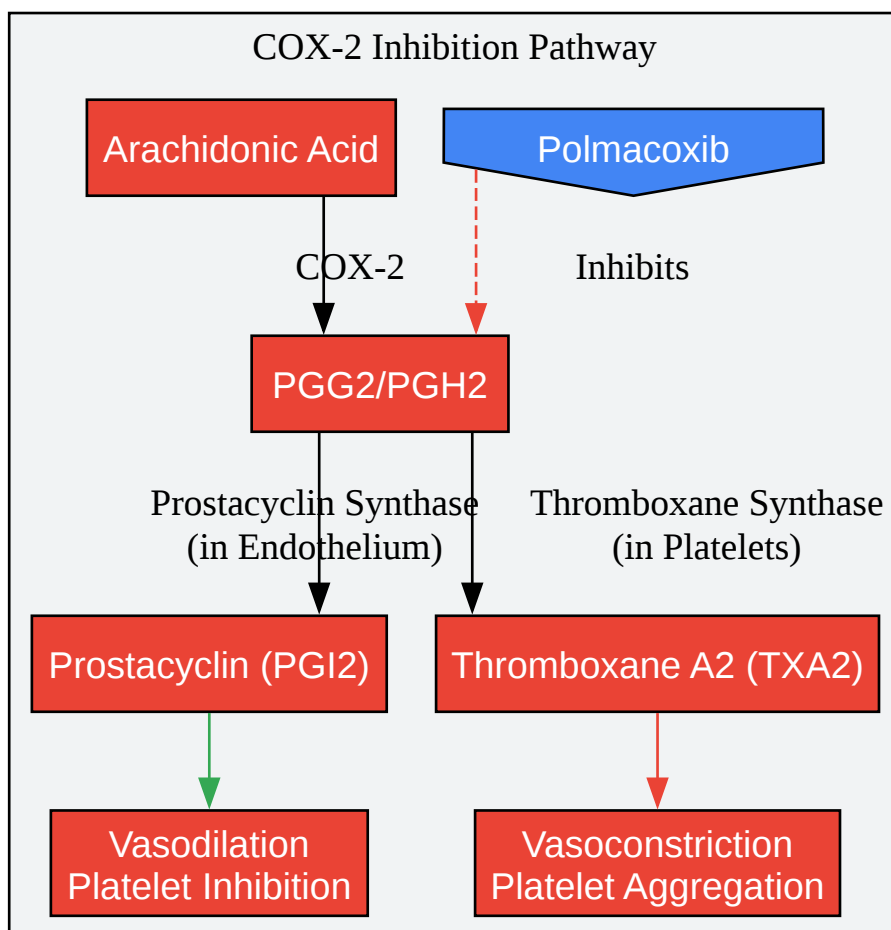 COX-2 Inhibition Pathway
Arachidonic Acid
Polmacoxib
COX-2
Inhibits
PGG2/PGH2
Prostacyclin Synthase
(in Endothelium)
Thromboxane Synthase
(in Platelets)
Prostacyclin (PGI2)
Thromboxane A2 (TXA2)
Vasodilation
Platelet Inhibition
Vasoconstriction
Platelet Aggregation